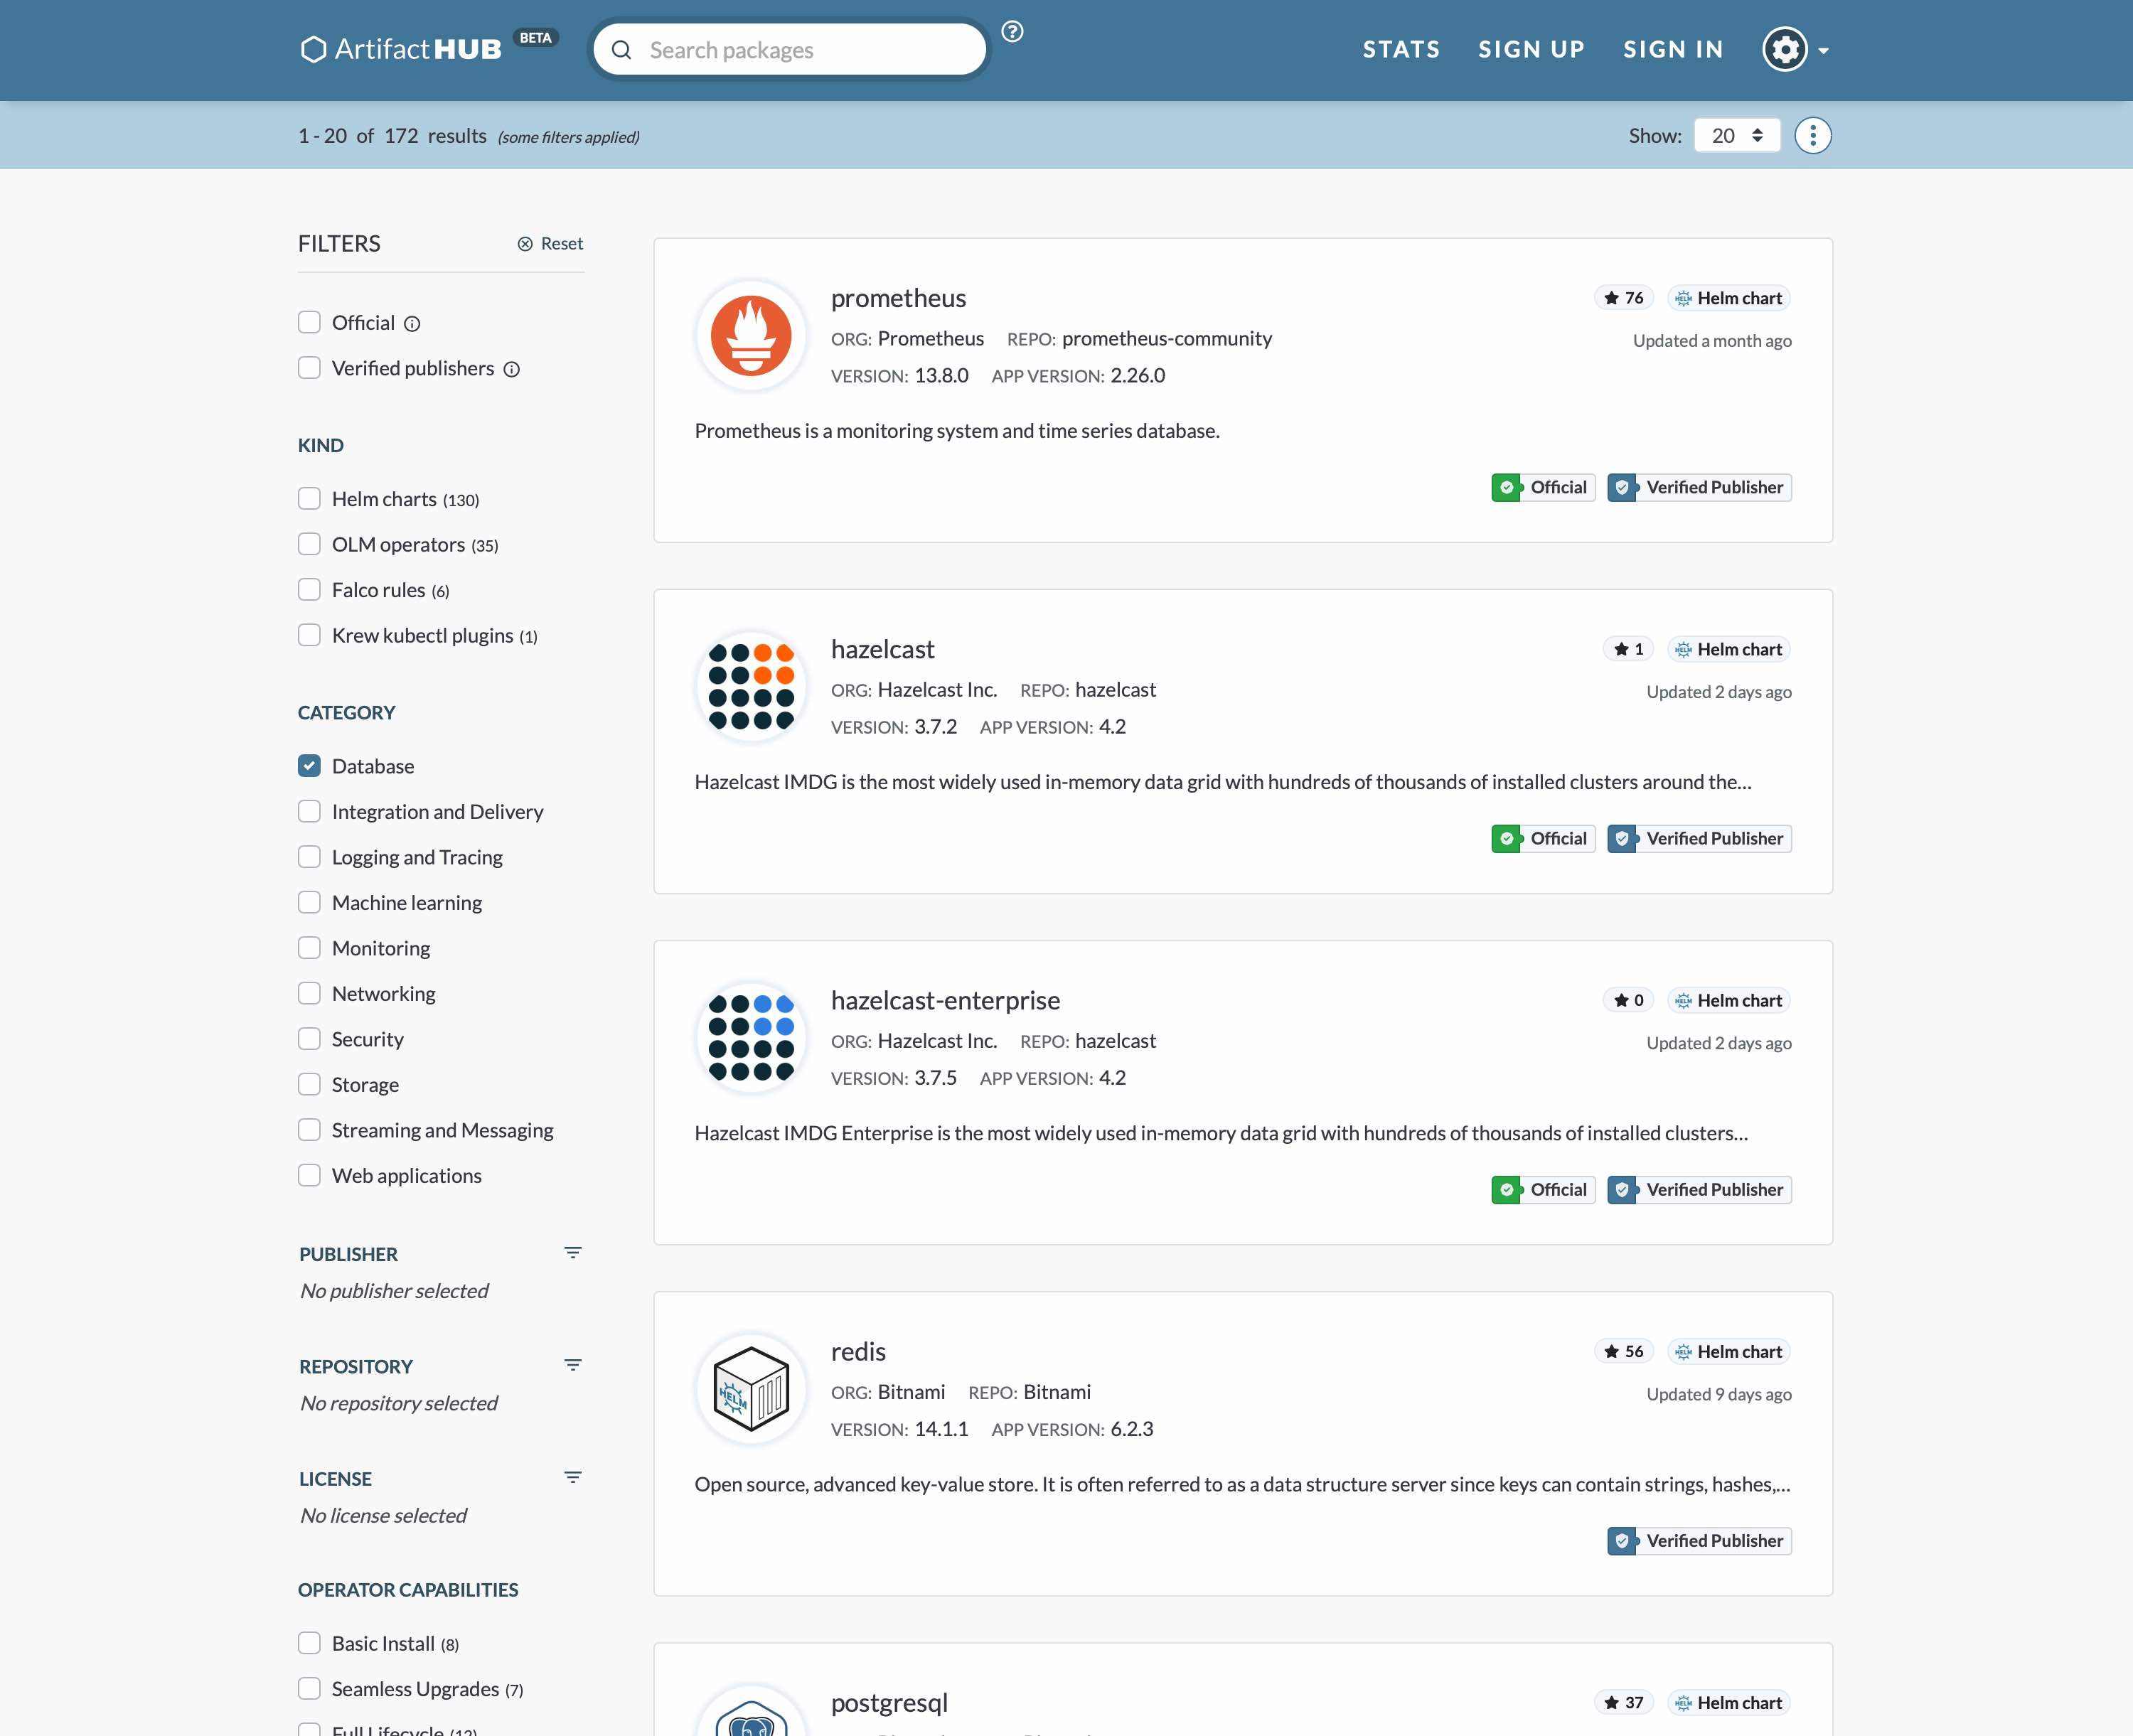 ArtifactHUB BETA
Search packages
STATS SIGN UP SIGN IN
1 - 20 of 172 results (some filters applied)
Show: 20
FILTERS Reset
Official
Verified publishers
KIND
Helm charts (130)
OLM operators (35)
Falco rules (6)
Krew kubectl plugins (1)
CATEGORY
Database
Integration and Delivery
Logging and Tracing
Machine learning
Monitoring
Networking
Security
Storage
Streaming and Messaging
Web applications
PUBLISHER
No publisher selected
REPOSITORY
No repository selected
LICENSE
No license selected
OPERATOR CAPABILITIES
Basic Install (8)
Seamless Upgrades (7)
Full Lifecycle (12)
prometheus
76 HELM Helm chart
ORG: Prometheus REPO: prometheus-community
Updated a month ago
VERSION: 13.8.0 APP VERSION: 2.26.0
Prometheus is a monitoring system and time series database.
Official Verified Publisher
hazelcast
1 HELM Helm chart
ORG: Hazelcast Inc. REPO: hazelcast
Updated 2 days ago
VERSION: 3.7.2 APP VERSION: 4.2
Hazelcast IMDG is the most widely used in-memory data grid with hundreds of thousands of installed clusters around the...
Official Verified Publisher
hazelcast-enterprise
0 HELM Helm chart
ORG: Hazelcast Inc. REPO: hazelcast
Updated 2 days ago
VERSION: 3.7.5 APP VERSION: 4.2
Hazelcast IMDG Enterprise is the most widely used in-memory data grid with hundreds of thousands of installed clusters...
Official Verified Publisher
HELM
redis
56 HELM Helm chart
ORG: Bitnami REPO: Bitnami
Updated 9 days ago
VERSION: 14.1.1 APP VERSION: 6.2.3
Open source, advanced key-value store. It is often referred to as a data structure server since keys can contain strings, hashes,...
Verified Publisher
postgresql
37 HELM Helm chart